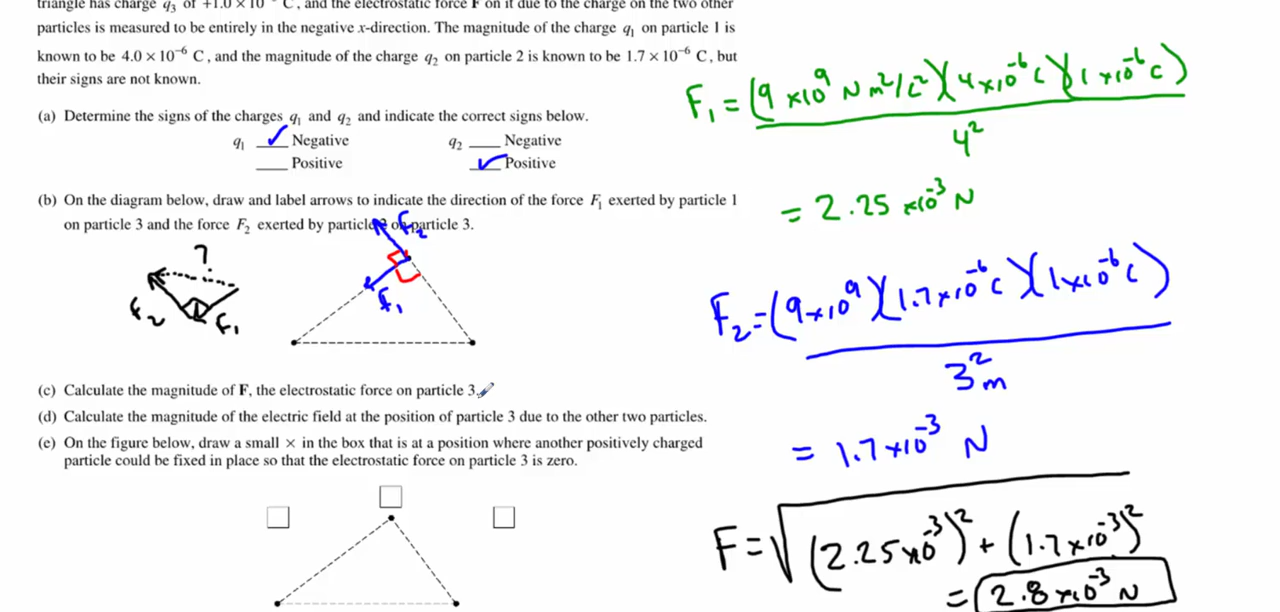 triangle has charge q₃ of +1.0×10 C, and the electrostatic force F on it due to the charge on the two other
particles is measured to be entirely in the negative x-direction. The magnitude of the charge q₁ on particle 1 is
known to be 4.0×10⁻⁶ C, and the magnitude of the charge q₂ on particle 2 is known to be 1.7×10⁻⁶ C, but
their signs are not known.
(a) Determine the signs of the charges q₁ and q₂ and indicate the correct signs below.
q₁ ✓ Negative q₂ ___ Negative
___ Positive ✓ Positive
(b) On the diagram below, draw and label arrows to indicate the direction of the force F₁ exerted by particle 1
on particle 3 and the force F₂ exerted by particle on particle 3.
F₂
F₁
?
F₂
F₁
(c) Calculate the magnitude of F, the electrostatic force on particle 3.
(d) Calculate the magnitude of the electric field at the position of particle 3 due to the other two particles.
(e) On the figure below, draw a small × in the box that is at a position where another positively charged
particle could be fixed in place so that the electrostatic force on particle 3 is zero.
F₁ = (9×10⁹ N m²/C²)(4×10⁻⁶ C)(1×10⁻⁶ C)
4²
= 2.25×10⁻³ N
F₂ = (9×10⁹)(1.7×10⁻⁶ C)(1×10⁻⁶ C)
3² m
= 1.7×10⁻³ N
F = √(2.25×10⁻³)² + (1.7×10⁻³)²
= 2.8×10⁻³ N